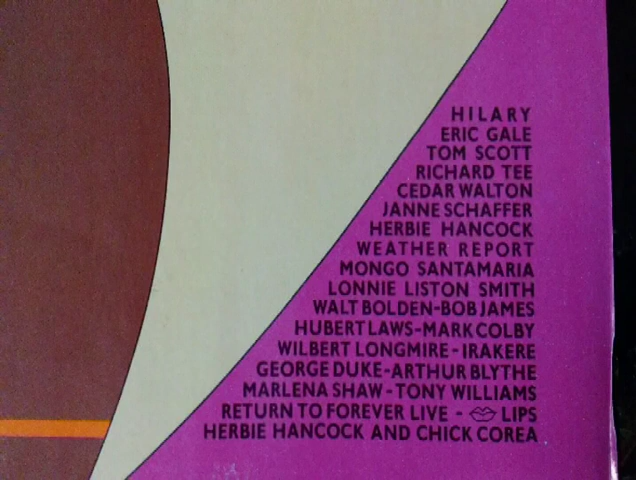 HILARY
ERIC GALE
TOM SCOTT
RICHARD TEE
CEDAR WALTON
JANNE SCHAFFER
HERBIE HANCOCK
WEATHER REPORT
MONGO SANTAMARIA
LONNIE LISTON SMITH
WALT BOLDEN-BOB JAMES
HUBERT LAWS-MARK COLBY
WILBERT LONGMIRE-IRAKERE
GEORGE DUKE-ARTHUR BLYTHE
MARLENA SHAW-TONY WILLIAMS
RETURN TO FOREVER LIVE - LIPS
HERBIE HANCOCK AND CHICK COREA